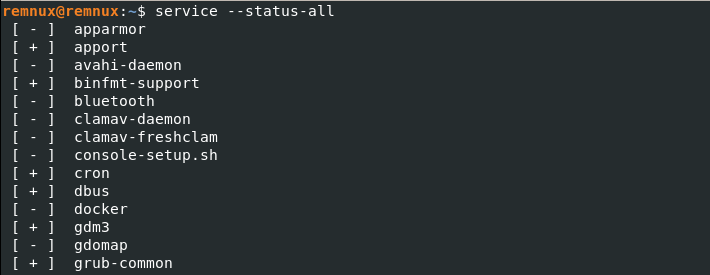 remnux@remnux:~$ service --status-all
[ - ] apparmor
[ + ] apport
[ - ] avahi-daemon
[ + ] binfmt-support
[ - ] bluetooth
[ - ] clamav-daemon
[ - ] clamav-freshclam
[ - ] console-setup.sh
[ + ] cron
[ + ] dbus
[ - ] docker
[ + ] gdm3
[ - ] gdomap
[ + ] grub-common